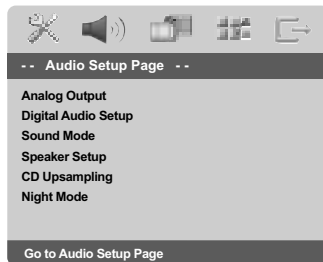 -- Audio Setup Page --
Analog Output
Digital Audio Setup
Sound Mode
Speaker Setup
CD Upsampling
Night Mode
Go to Audio Setup Page